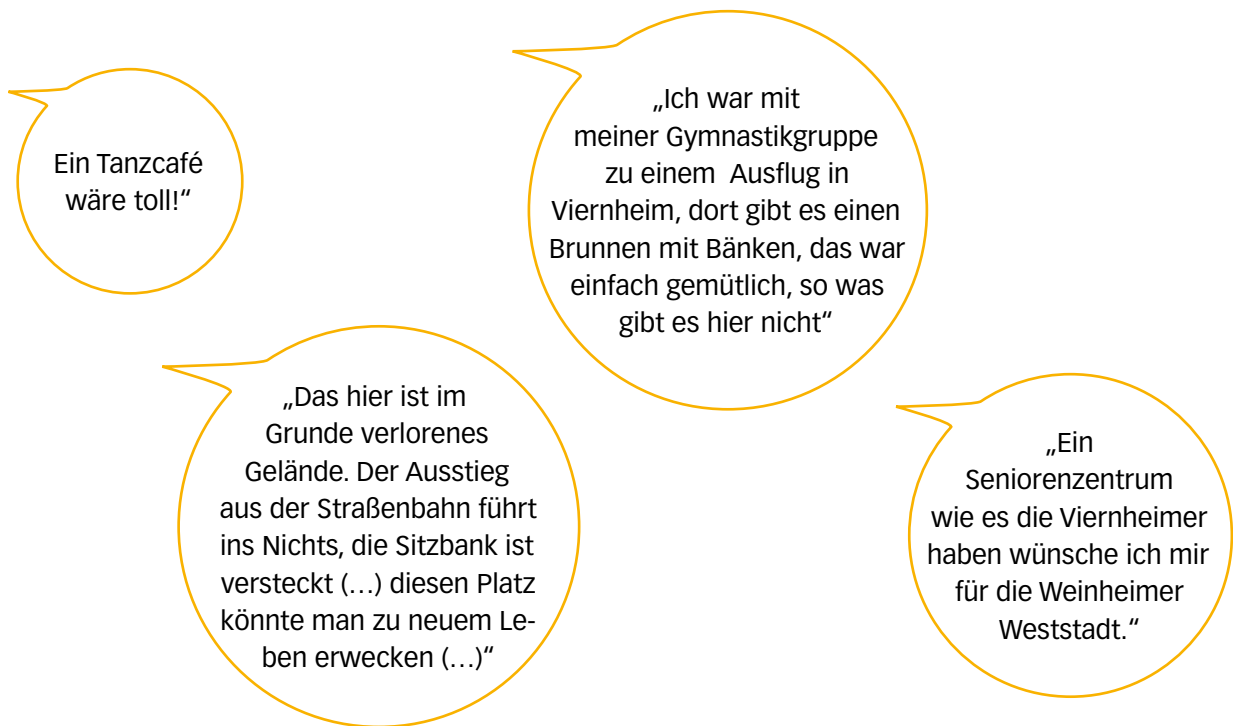 Ein Tanzcafé
wäre toll!“
„Ich war mit
meiner Gymnastikgruppe
zu einem Ausflug in
Viernheim, dort gibt es einen
Brunnen mit Bänken, das war
einfach gemütlich, so was
gibt es hier nicht“
„Das hier ist im
Grunde verlorenes
Gelände. Der Ausstieg
aus der Straßenbahn führt
ins Nichts, die Sitzbank ist
versteckt (…) diesen Platz
könnte man zu neuem Le-
ben erwecken (…)“
„Ein
Seniorenzentrum
wie es die Viernheimer
haben wünsche ich mir
für die Weinheimer
Weststadt.“